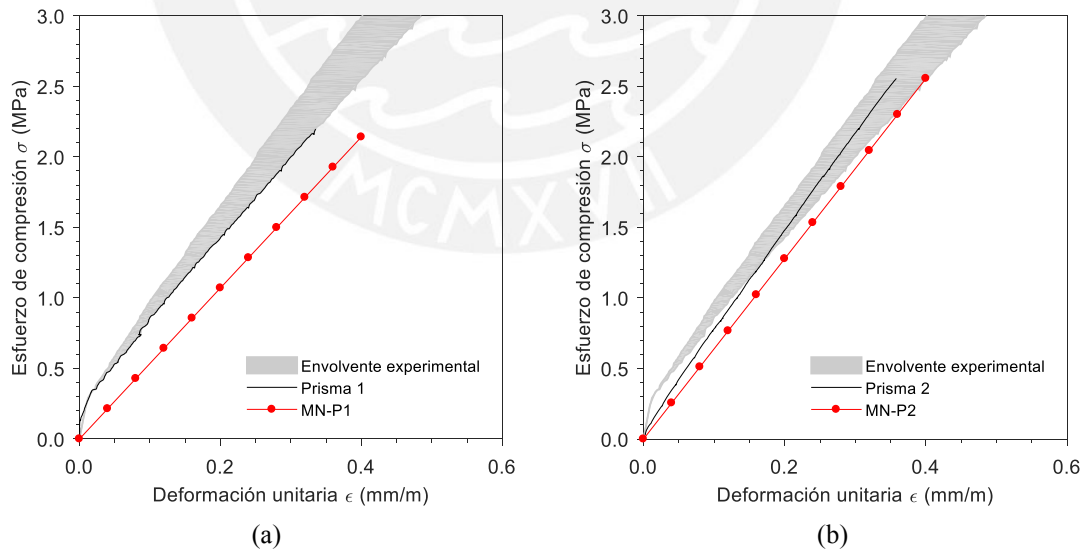 3.0
2.5
2.0
1.5
1.0
0.5
0.0
Esfuerzo de compresión σ (MPa)
MCMXVII
Envolvente experimental
Prisma 1
MN-P1
0.0 0.2 0.4 0.6
Deformación unitaria ϵ (mm/m)
(a)
3.0
2.5
2.0
1.5
1.0
0.5
0.0
Esfuerzo de compresión σ (MPa)
Envolvente experimental
Prisma 2
MN-P2
0.0 0.2 0.4 0.6
Deformación unitaria ϵ (mm/m)
(b)